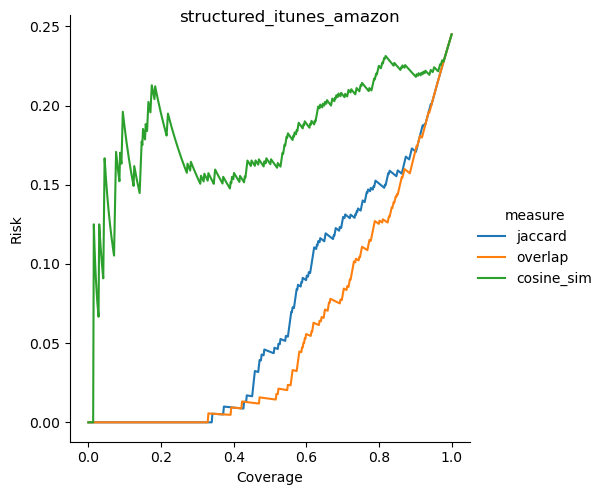 structured_itunes_amazon
0.25
0.20
0.15
0.10
0.05
0.00
Risk
0.0 0.2 0.4 0.6 0.8 1.0
Coverage
measure
jaccard
overlap
cosine_sim